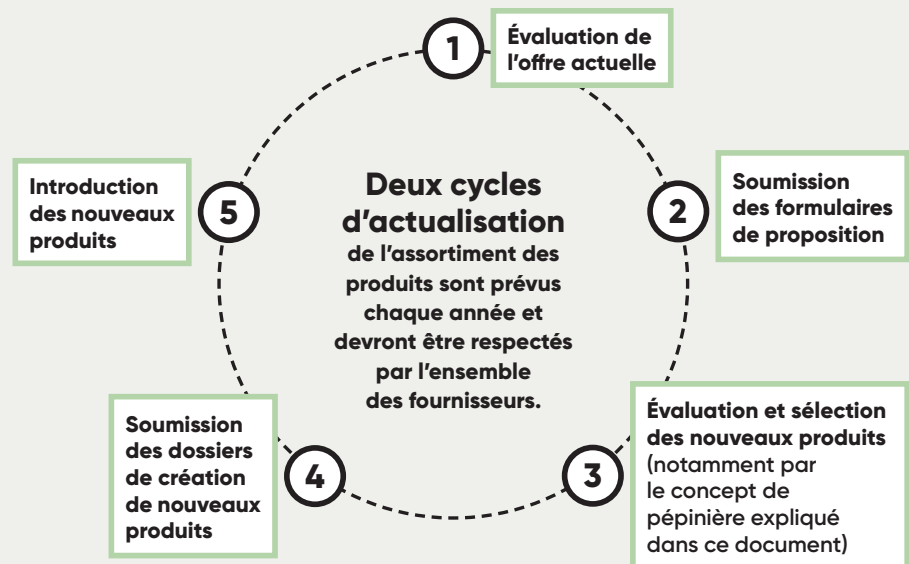 1
Évaluation de
l’offre actuelle
2
Soumission
des formulaires
de proposition
3
Évaluation et sélection
des nouveaux produits
(notamment par
le concept de
pépinière expliqué
dans ce document)
4
Soumission
des dossiers
de création
de nouveaux
produits
5
Introduction
des nouveaux
produits
Deux cycles
d’actualisation
de l’assortiment des
produits sont prévus
chaque année et
devront être respectés
par l’ensemble
des fournisseurs.